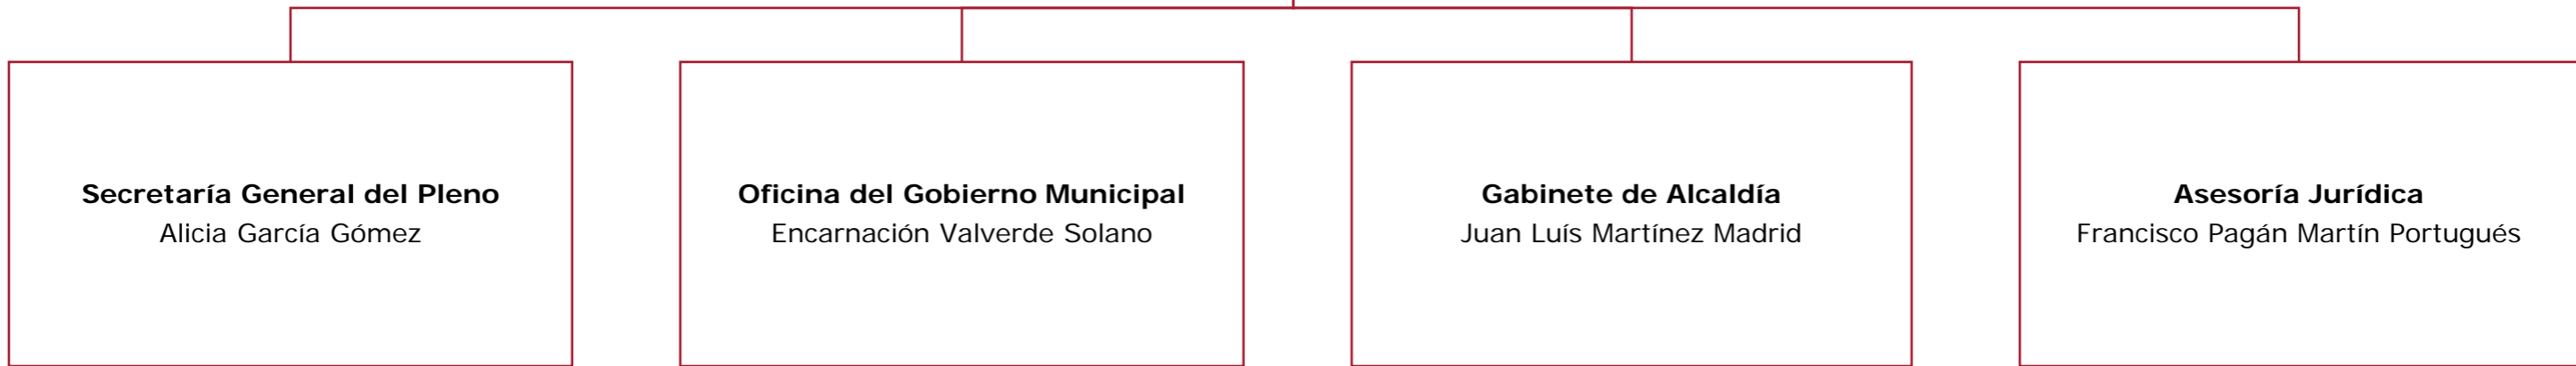 Secretaría General del Pleno
Alicia García Gómez
Oficina del Gobierno Municipal
Encarnación Valverde Solano
Gabinete de Alcaldía
Juan Luís Martínez Madrid
Asesoría Jurídica
Francisco Pagán Martín Portugués